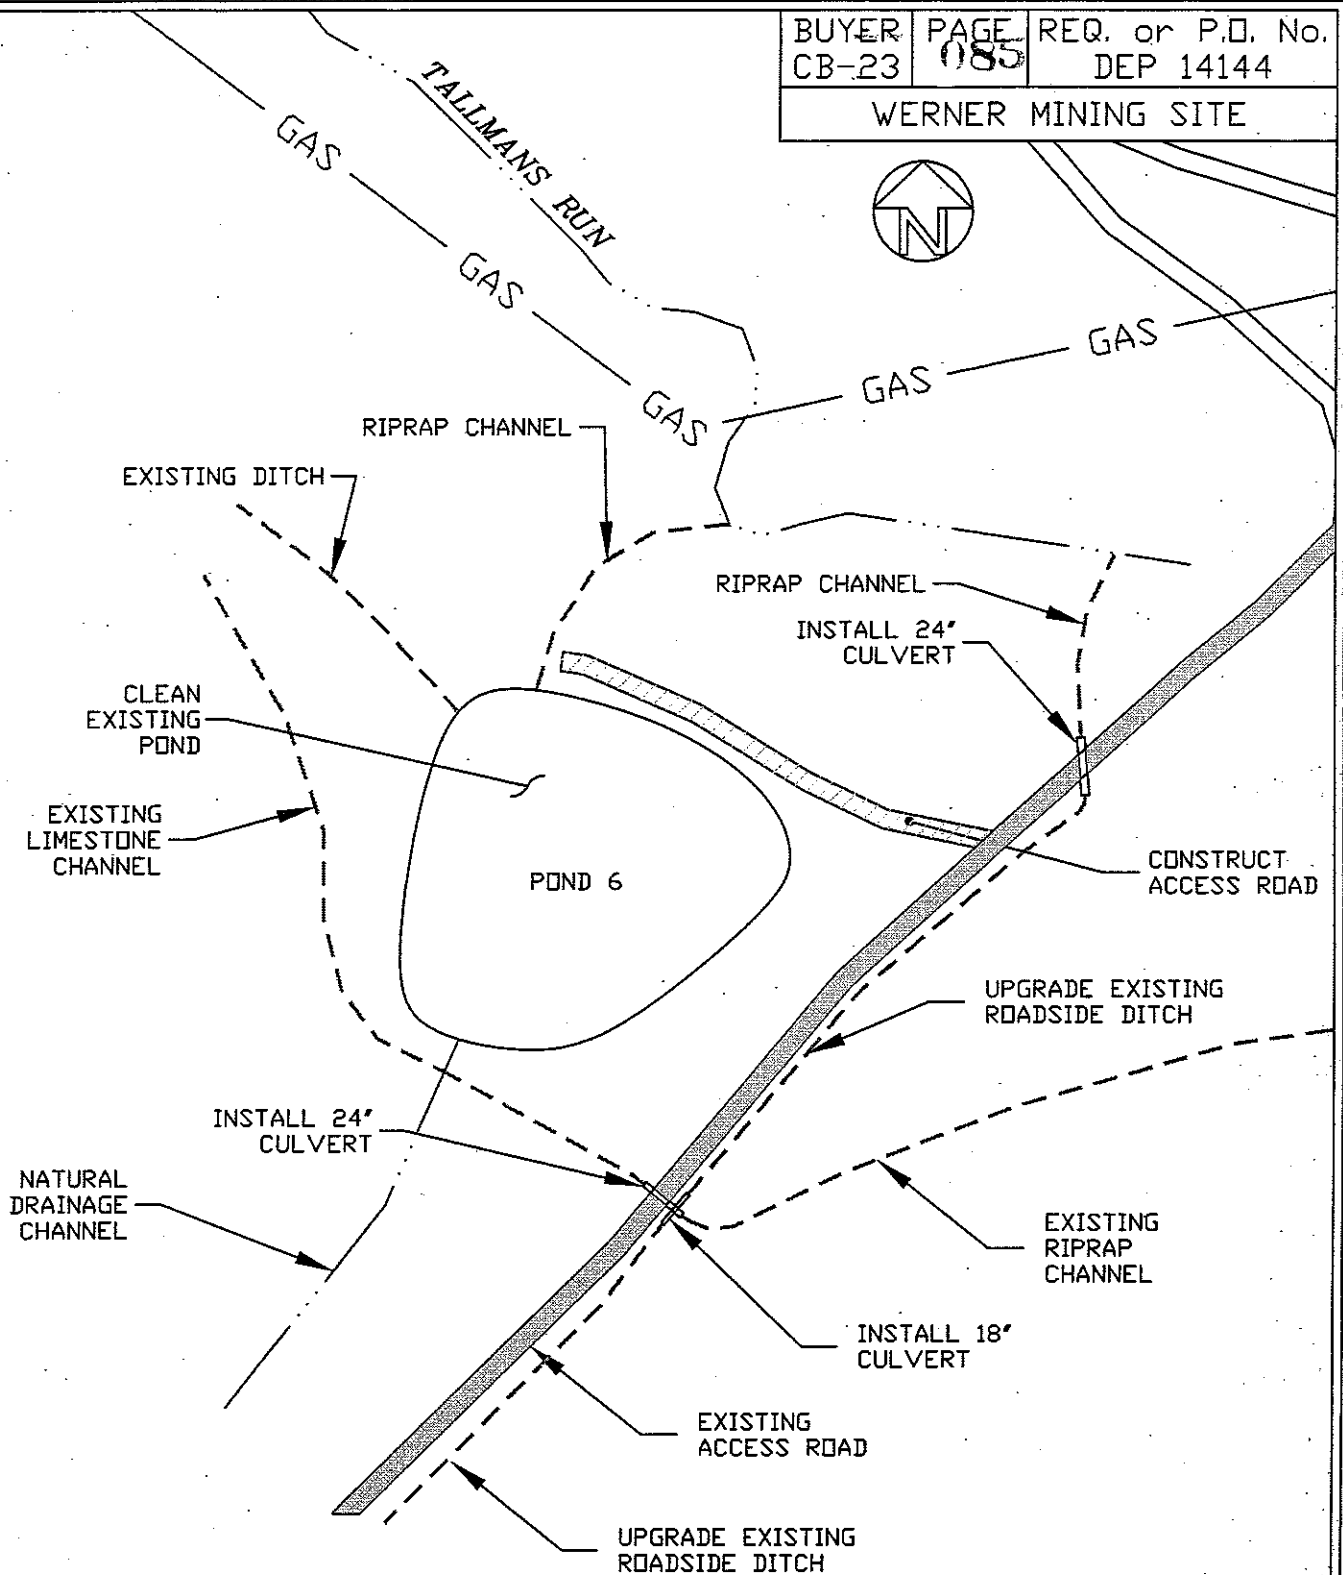 BUYER PAGE REQ. or P.O. No.
CB-23 085 DEP 14144
WERNER MINING SITE
TALLMANS RUN
GAS
GAS
GAS
GAS
GAS
N
RIPRAP CHANNEL
EXISTING DITCH
RIPRAP CHANNEL
INSTALL 24"
CULVERT
CLEAN
EXISTING
POND
EXISTING
LIMESTONE
CHANNEL
POND 6
CONSTRUCT
ACCESS ROAD
UPGRADE EXISTING
ROADSIDE DITCH
INSTALL 24"
CULVERT
NATURAL
DRAINAGE
CHANNEL
EXISTING
RIPRAP
CHANNEL
INSTALL 18"
CULVERT
EXISTING
ACCESS ROAD
UPGRADE EXISTING
ROADSIDE DITCH